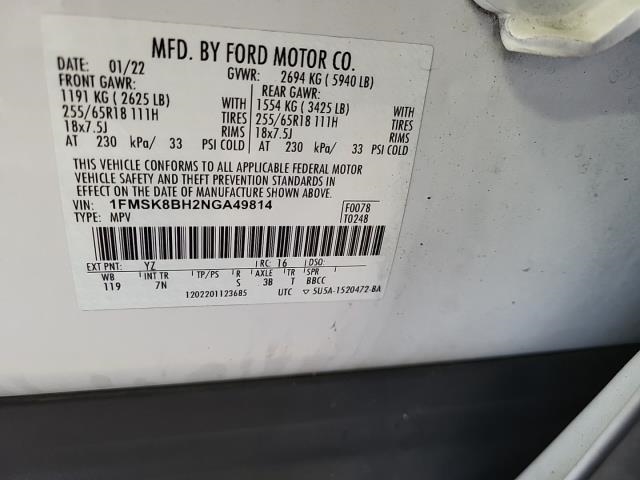 MFD. BY FORD MOTOR CO.
DATE: 01/22 GVWR: 2694 KG ( 5940 LB)
FRONT GAWR: REAR GAWR:
1191 KG ( 2625 LB) WITH 1554 KG ( 3425 LB) WITH
255/65R18 111H TIRES 255/65R18 111H TIRES
18x7.5J RIMS 18x7.5J RIMS
AT 230 kPa/ 33 PSI COLD AT 230 kPa/ 33 PSI COLD
THIS VEHICLE CONFORMS TO ALL APPLICABLE FEDERAL MOTOR
VEHICLE SAFETY AND THEFT PREVENTION STANDARDS IN
EFFECT ON THE DATE OF MANUFACTURE SHOWN ABOVE.
VIN: 1FMSK8BH2NGA49814 F0078
TYPE: MPV T0248
EXT PNT: YZ RC: 16 DSO:
WB INT TR TP/PS R AXLE TR SPR
119 7N S 3B T BBCC
1202201123685 UTC ▽ 5U5A-1520472-BA